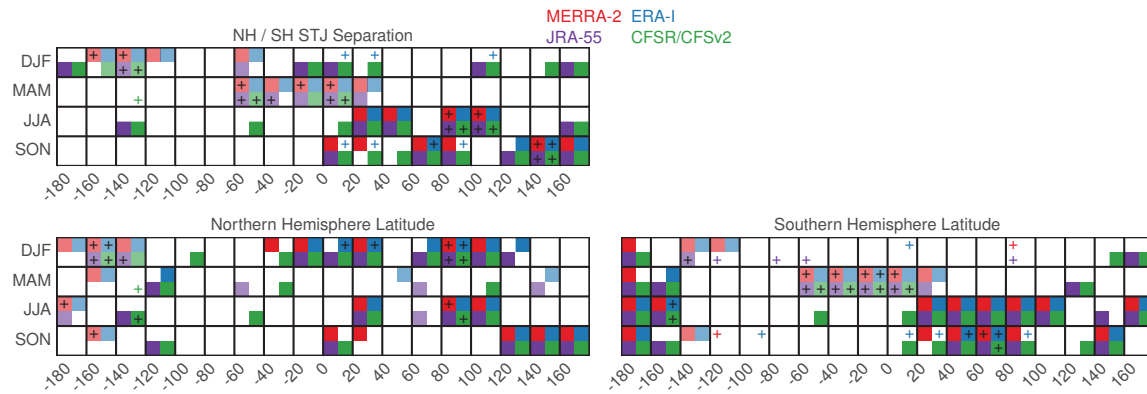 MERRA-2 ERA-I
JRA-55 CFSR/CFSv2
NH / SH STJ Separation
DJF
MAM
JJA
SON
-180 -160 -140 -120 -100 -80 -60 -40 -20 0 20 40 60 80 100 120 140 160
Northern Hemisphere Latitude
DJF
MAM
JJA
SON
-180 -160 -140 -120 -100 -80 -60 -40 -20 0 20 40 60 80 100 120 140 160
Southern Hemisphere Latitude
-180 -160 -140 -120 -100 -80 -60 -40 -20 0 20 40 60 80 100 120 140 160